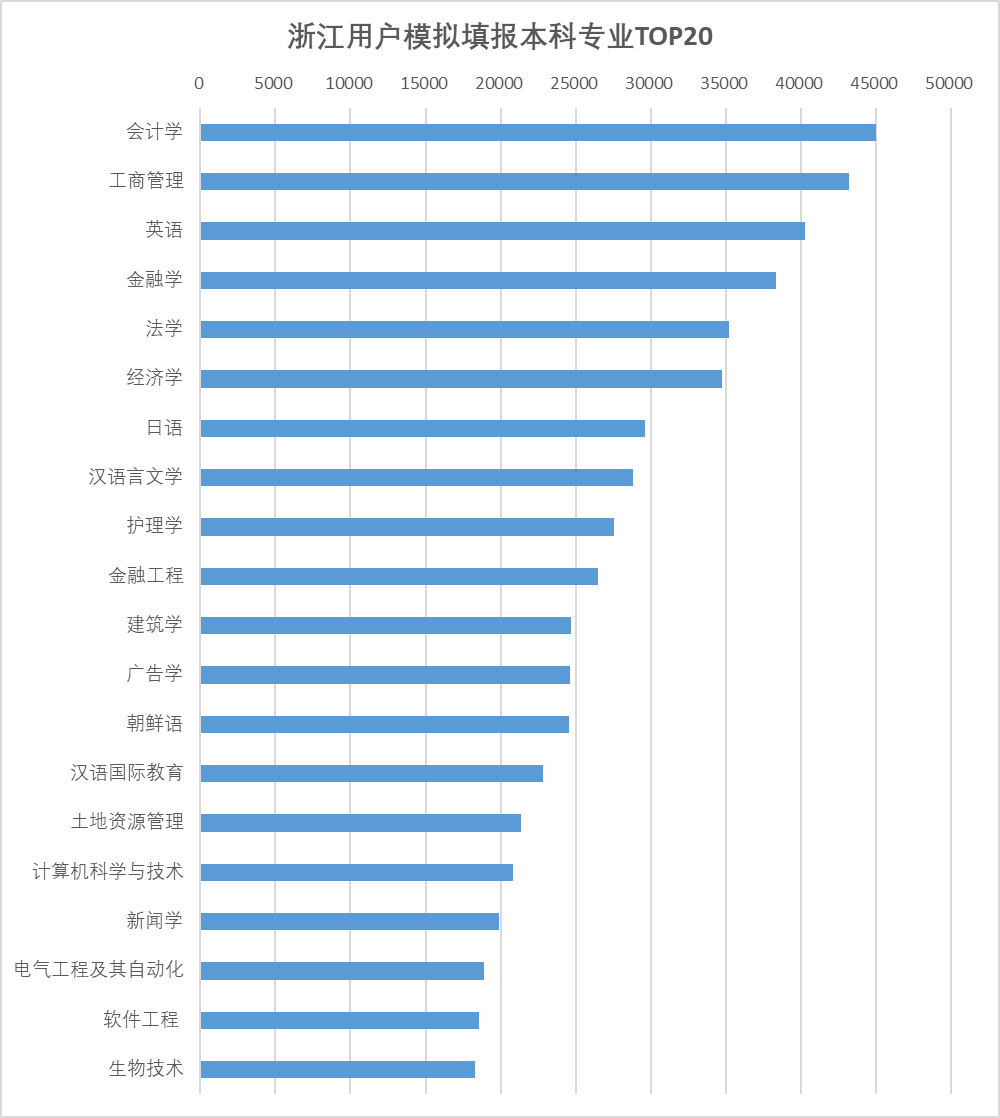 浙江用户模拟填报本科专业TOP20
0 5000 10000 15000 20000 25000 30000 35000 40000 45000 50000
会计学
工商管理
英语
金融学
法学
经济学
日语
汉语言文学
护理学
金融工程
建筑学
广告学
朝鲜语
汉语国际教育
土地资源管理
计算机科学与技术
新闻学
电气工程及其自动化
软件工程
生物技术